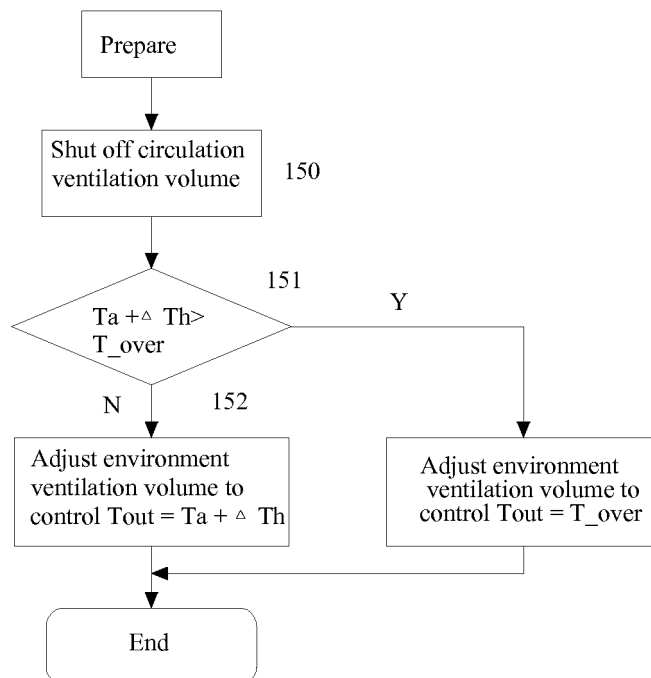 Prepare
Shut off circulation
ventilation volume
150
151
Ta +△ Th>
T_over
Y
N
152
Adjust environment
ventilation volume to
control Tout = Ta + △ Th
Adjust environment
ventilation volume to
control Tout = T_over
End